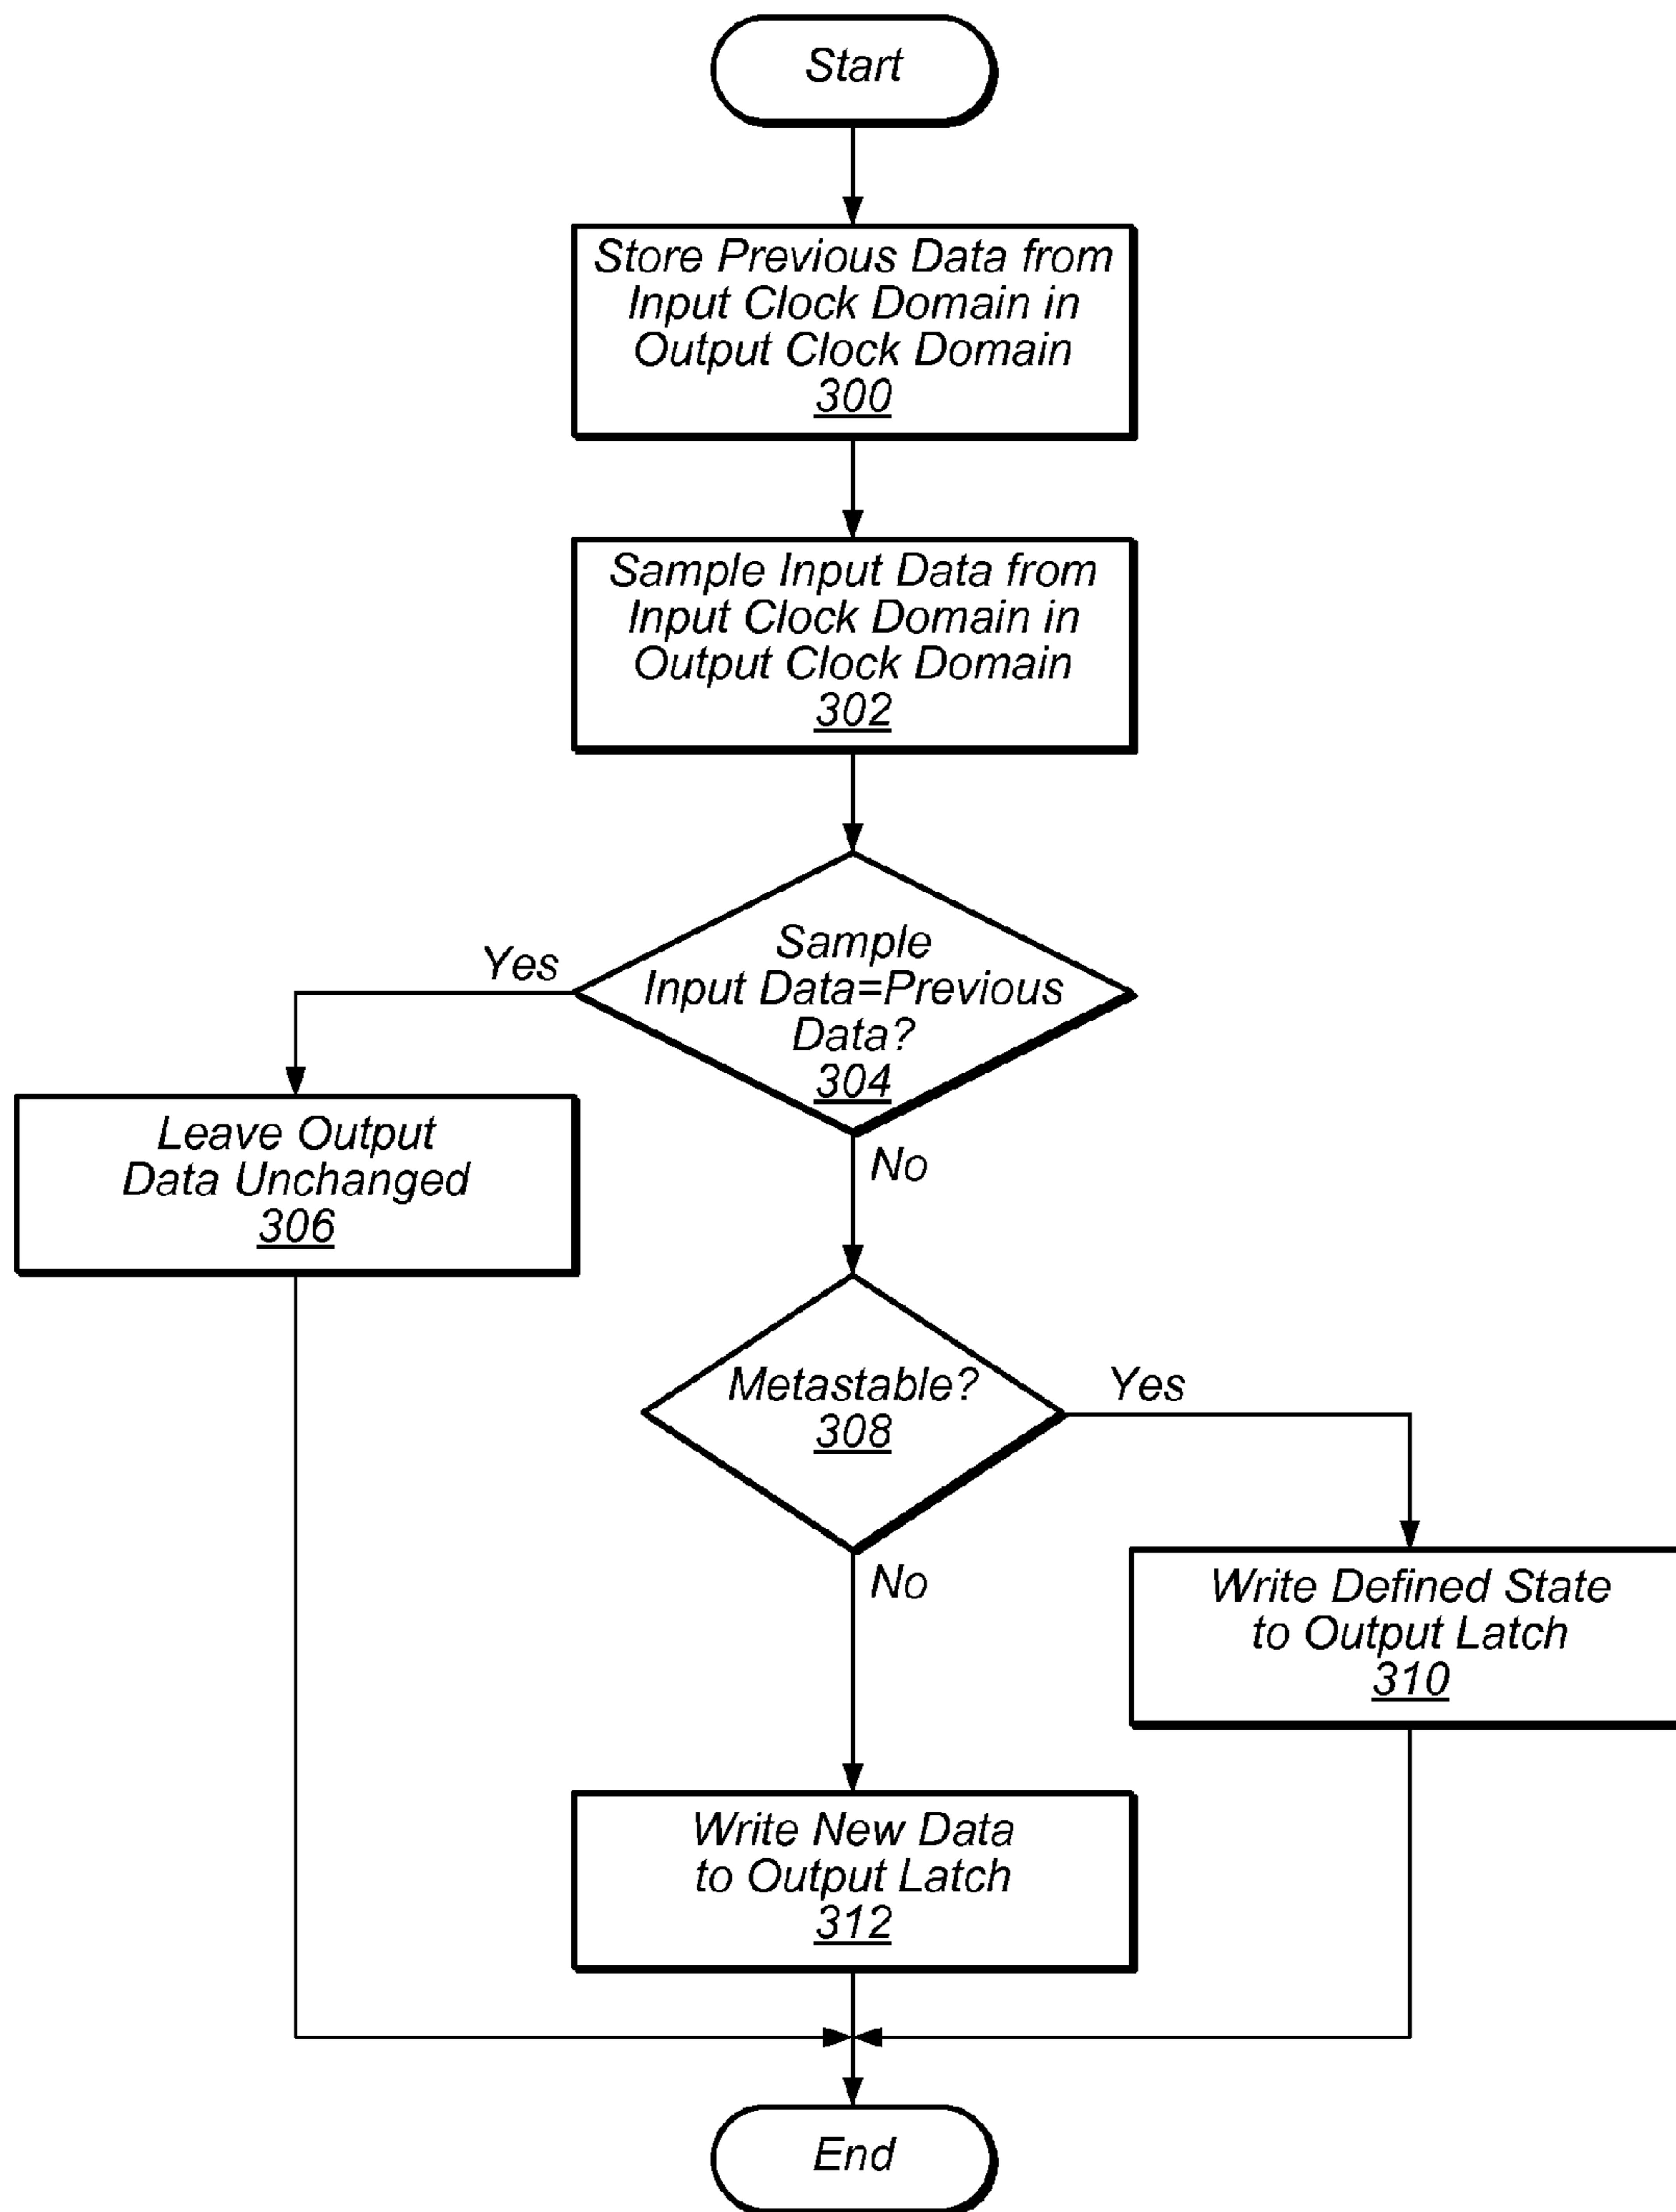 Start
Store Previous Data from
Input Clock Domain in
Output Clock Domain
300
Sample Input Data from
Input Clock Domain in
Output Clock Domain
302
Sample
Input Data=Previous
Data?
304
Yes
No
Leave Output
Data Unchanged
306
Metastable?
308
Yes
No
Write Defined State
to Output Latch
310
Write New Data
to Output Latch
312
End